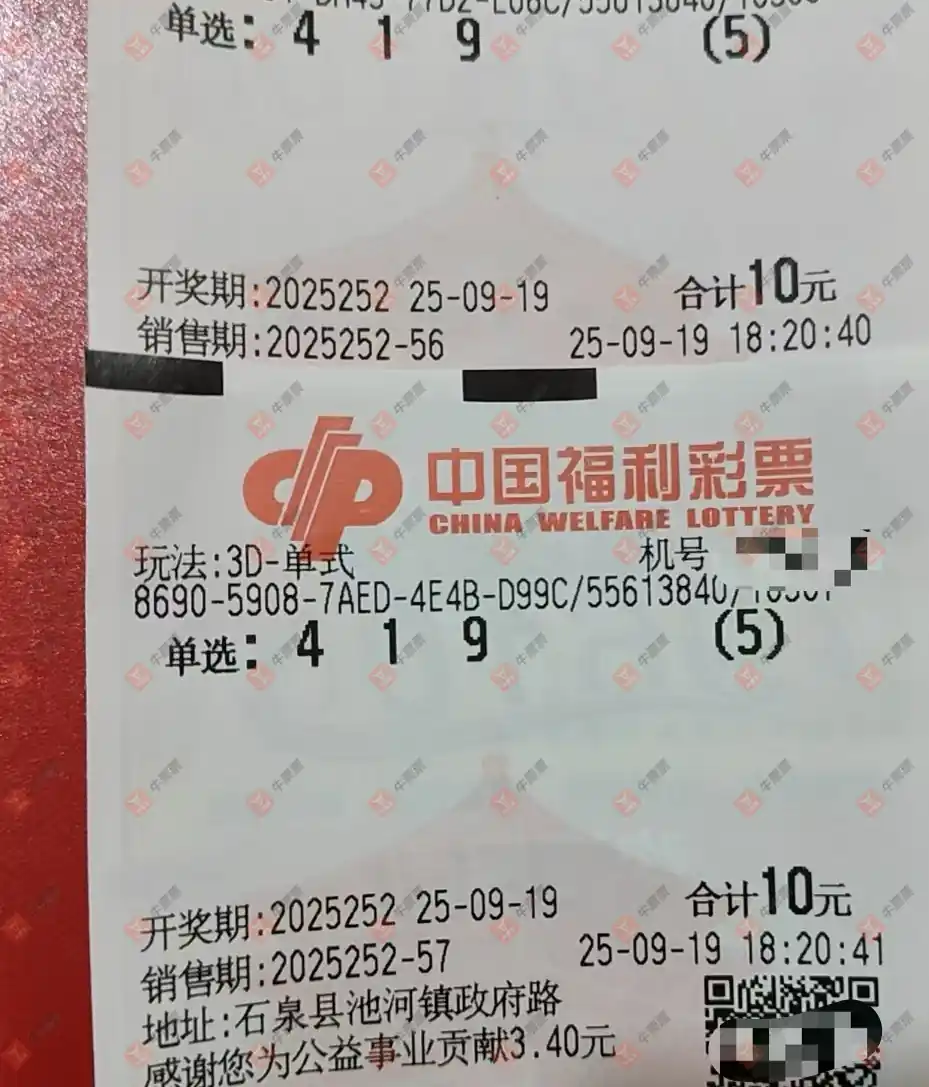 单选: 4 1 9 (5)
开奖期:2025252 25-09-19 合计10元
销售期:2025252-56 25-09-19 18:20:40
中国福利彩票
CHINA WELFARE LOTTERY
玩法:3D-单式 机号
8690-5908-7AED-4E4B-D99C/55613840/
单选: 4 1 9 (5)
开奖期:2025252 25-09-19 合计10元
销售期:2025252-57 25-09-19 18:20:41
地址:石泉县池河镇政府路
感谢您为公益事业贡献3.40元